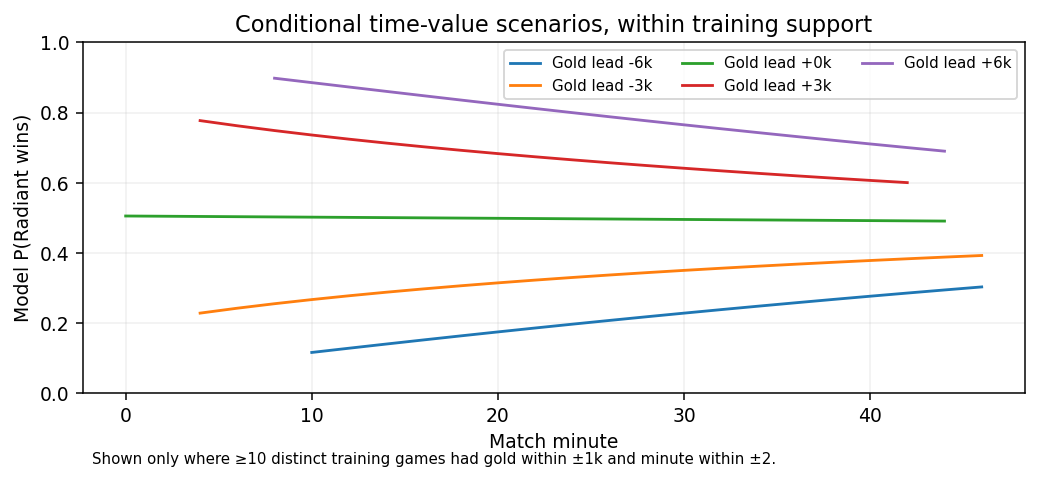 Conditional time-value scenarios, within training support
Model P(Radiant wins)
1.0
0.8
0.6
0.4
0.2
0.0
Gold lead -6k
Gold lead -3k
Gold lead +0k
Gold lead +3k
Gold lead +6k
0 10 20 30 40
Match minute
Shown only where ≥10 distinct training games had gold within ±1k and minute within ±2.